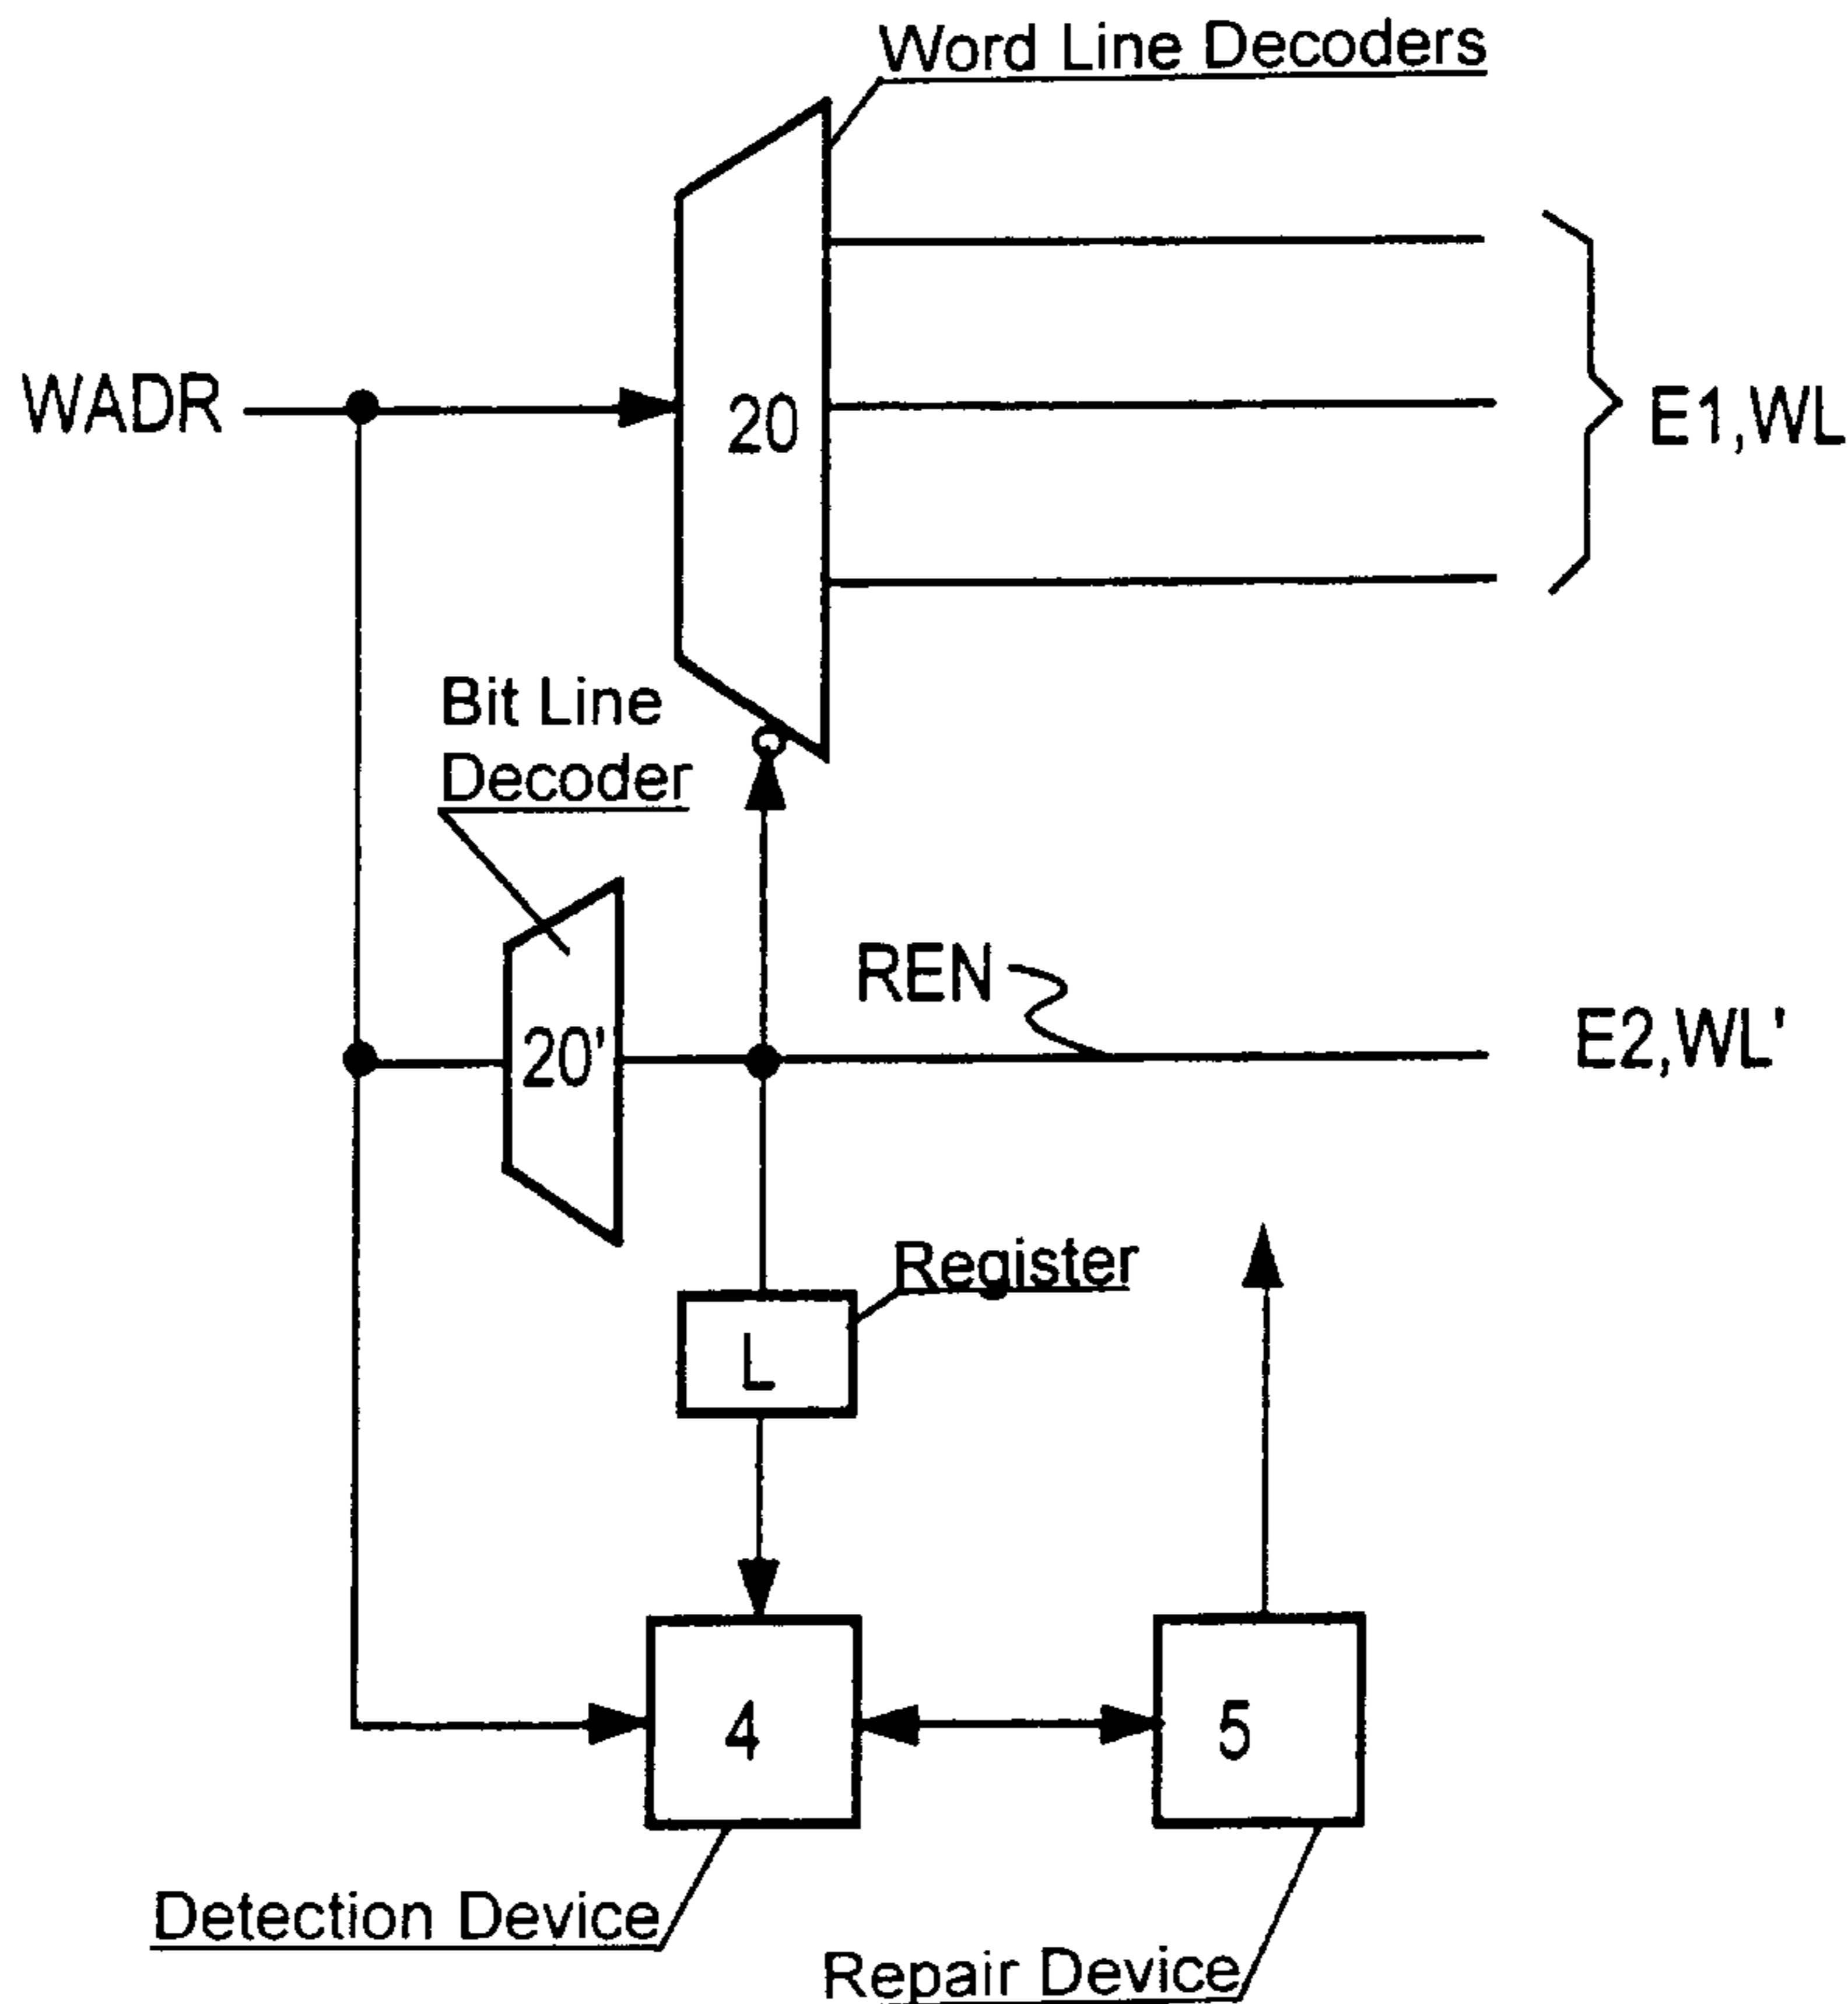 Word Line Decoders
WADR
20
E1,WL
Bit Line
Decoder
REN
20'
E2,WL'
Register
L
4
5
Detection Device
Repair Device